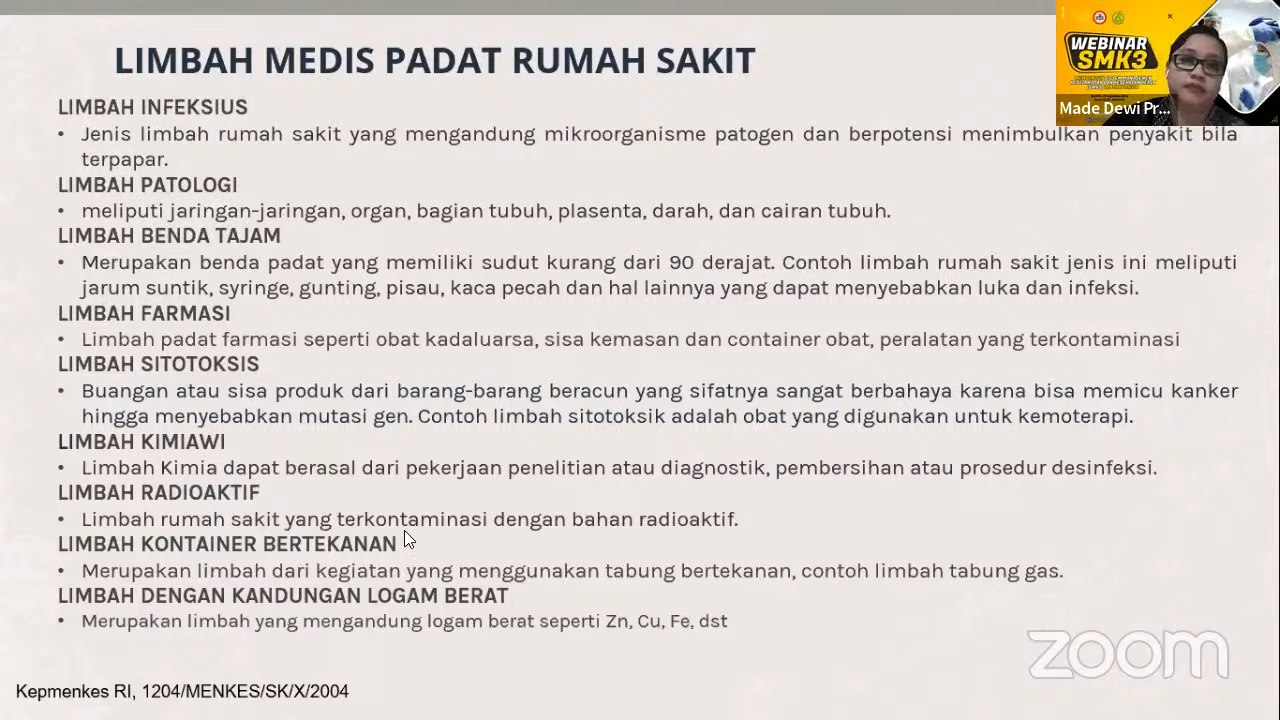 LIMBAH MEDIS PADAT RUMAH SAKIT
WEBINAR
SMK3
Made Dewi Pr...
LIMBAH INFEKSIUS
• Jenis limbah rumah sakit yang mengandung mikroorganisme patogen dan berpotensi menimbulkan penyakit bila
terpapar.
LIMBAH PATOLOGI
• meliputi jaringan-jaringan, organ, bagian tubuh, plasenta, darah, dan cairan tubuh.
LIMBAH BENDA TAJAM
• Merupakan benda padat yang memiliki sudut kurang dari 90 derajat. Contoh limbah rumah sakit jenis ini meliputi
jarum suntik, syringe, gunting, pisau, kaca pecah dan hal lainnya yang dapat menyebabkan luka dan infeksi.
LIMBAH FARMASI
• Limbah padat farmasi seperti obat kadaluarsa, sisa kemasan dan container obat, peralatan yang terkontaminasi
LIMBAH SITOTOKSIS
• Buangan atau sisa produk dari barang-barang beracun yang sifatnya sangat berbahaya karena bisa memicu kanker
hingga menyebabkan mutasi gen. Contoh limbah sitotoksik adalah obat yang digunakan untuk kemoterapi.
LIMBAH KIMIAWI
• Limbah Kimia dapat berasal dari pekerjaan penelitian atau diagnostik, pembersihan atau prosedur desinfeksi.
LIMBAH RADIOAKTIF
• Limbah rumah sakit yang terkontaminasi dengan bahan radioaktif.
LIMBAH KONTAINER BERTEKANAN
• Merupakan limbah dari kegiatan yang menggunakan tabung bertekanan, contoh limbah tabung gas.
LIMBAH DENGAN KANDUNGAN LOGAM BERAT
• Merupakan limbah yang mengandung logam berat seperti Zn, Cu, Fe, dst
zoom
Kepmenkes RI, 1204/MENKES/SK/X/2004